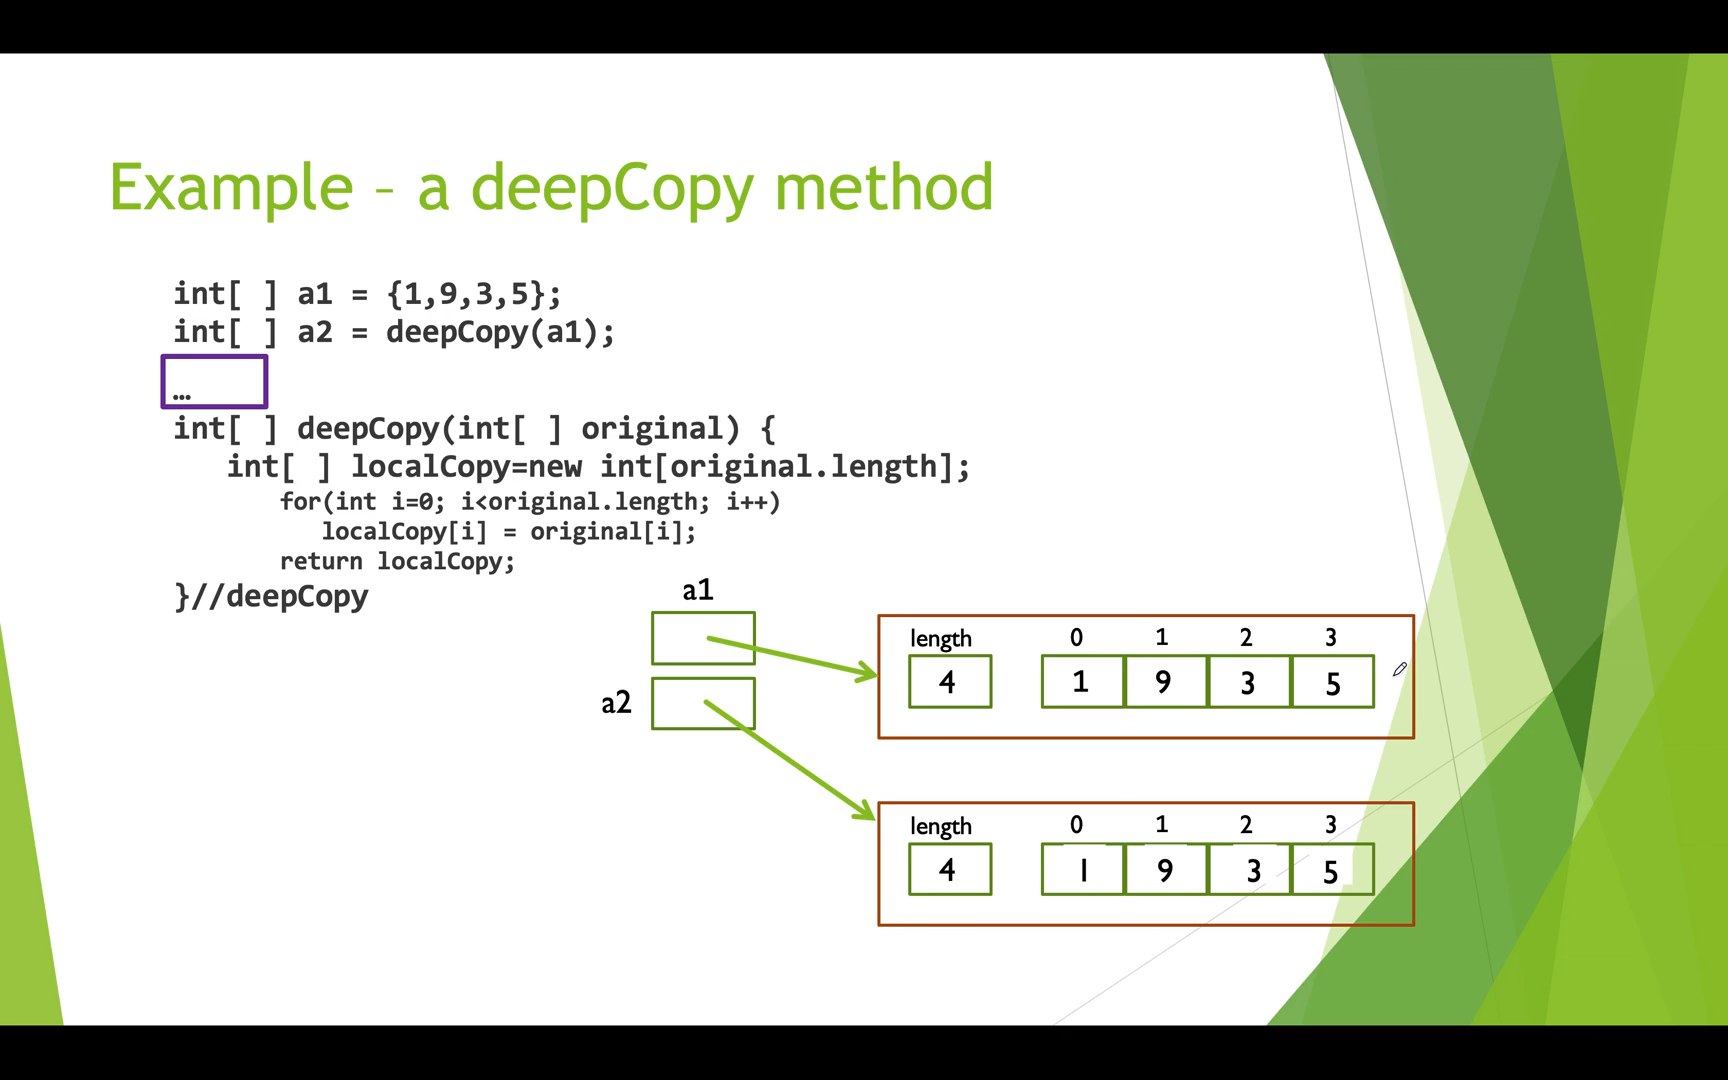 Example – a deepCopy method
int[ ] a1 = {1,9,3,5};
int[ ] a2 = deepCopy(a1);
…
int[ ] deepCopy(int[ ] original) {
int[ ] localCopy=new int[original.length];
for(int i=0; i<original.length; i++)
localCopy[i] = original[i];
return localCopy;
}//deepCopy
a1
length 0 1 2 3
4 1 9 3 5
a2
length 0 1 2 3
4 1 9 3 5